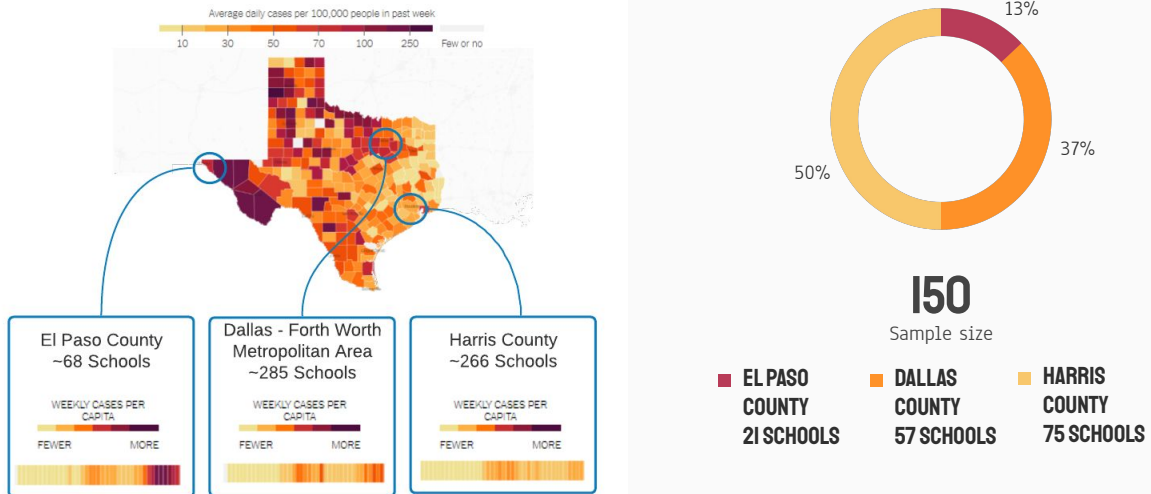 Average daily cases per 100,000 people in past week
10 30 50 70 100 250 Few or no
El Paso County
~68 Schools
WEEKLY CASES PER
CAPITA
FEWER MORE
Dallas - Forth Worth
Metropolitan Area
~285 Schools
WEEKLY CASES PER
CAPITA
FEWER MORE
Harris County
~266 Schools
WEEKLY CASES PER
CAPITA
FEWER MORE
13%
37%
50%
150
Sample size
EL PASO
COUNTY
21 SCHOOLS
DALLAS
COUNTY
57 SCHOOLS
HARRIS
COUNTY
75 SCHOOLS